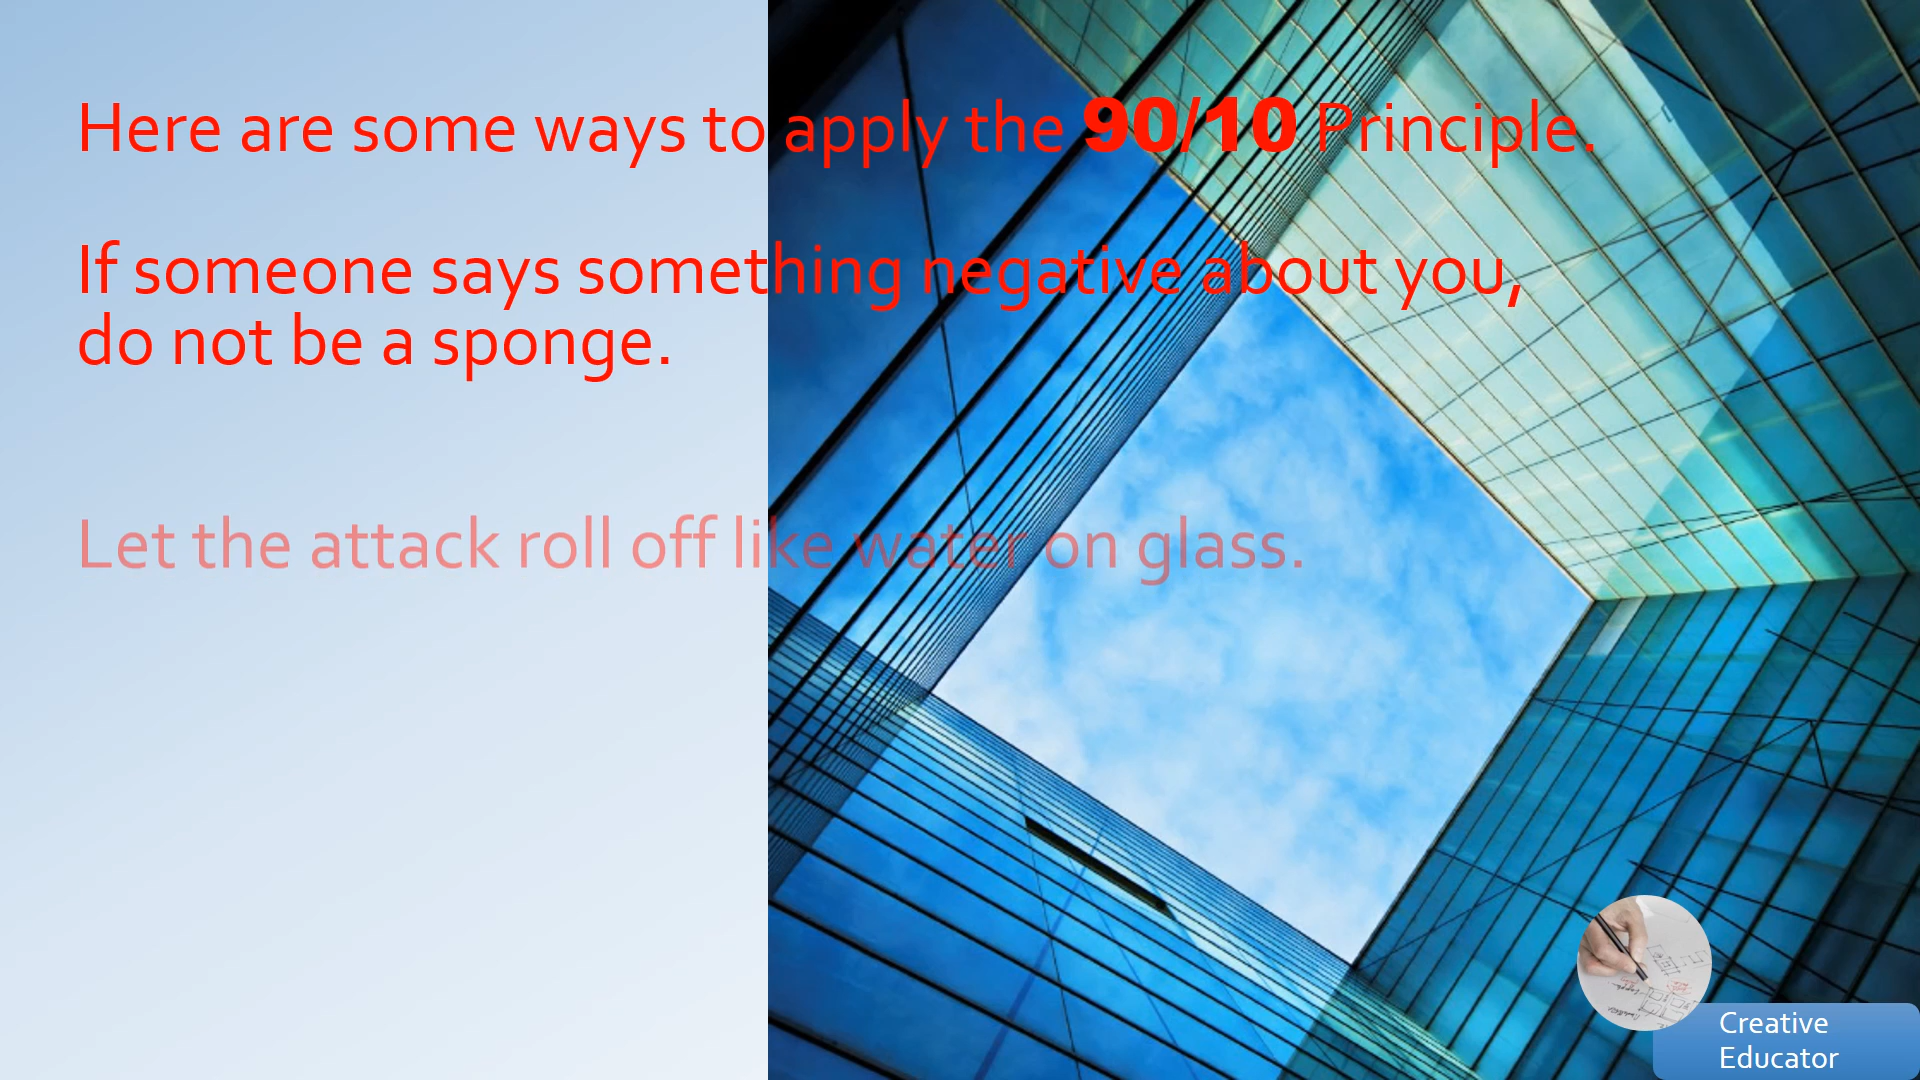 Here are some ways to apply the 90/10 Principle.
If someone says something negative about you,
do not be a sponge.
Let the attack roll off like water on glass.
Creative
Educator